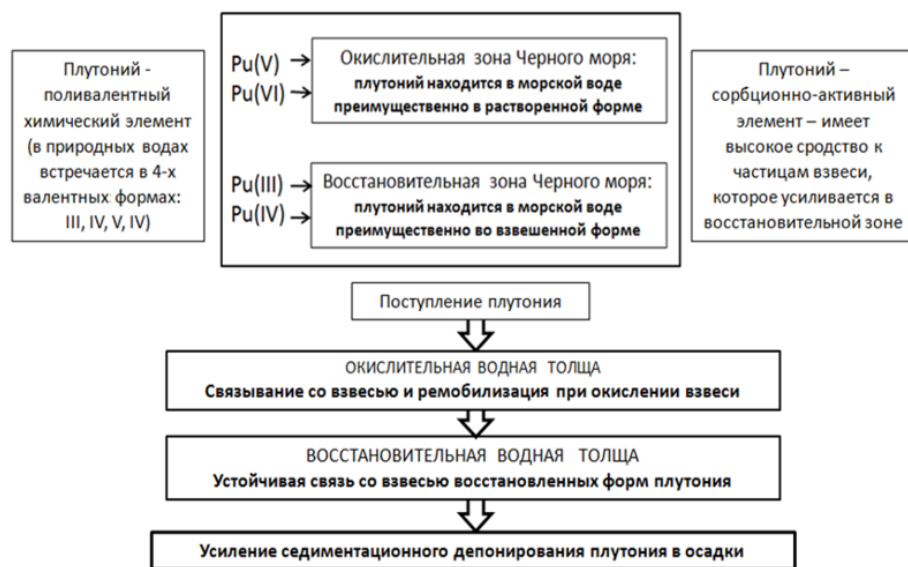 Плутоний -
поливалентный
химический элемент
(в природных водах
встречается в 4-х
валентных формах:
III, IV, V, IV)
Pu(V)
Pu(VI)
Окислительная зона Черного моря:
плутоний находится в морской воде
преимущественно в растворенной форме
Pu(III)
Pu(IV)
Восстановительная зона Черного моря:
плутоний находится в морской воде
преимущественно во взвешенной форме
Плутоний –
сорбционно-активный
элемент – имеет
высокое сродство к
частицам взвеси,
которое усиливается в
восстановительной зоне
Поступление плутония
ОКИСЛИТЕЛЬНАЯ ВОДНАЯ ТОЛЩА
Связывание со взвесью и ремобилизация при окислении взвеси
ВОССТАНОВИТЕЛЬНАЯ ВОДНАЯ ТОЛЩА
Устойчивая связь со взвесью восстановленных форм плутония
Усиление седиментационного депонирования плутония в осадки